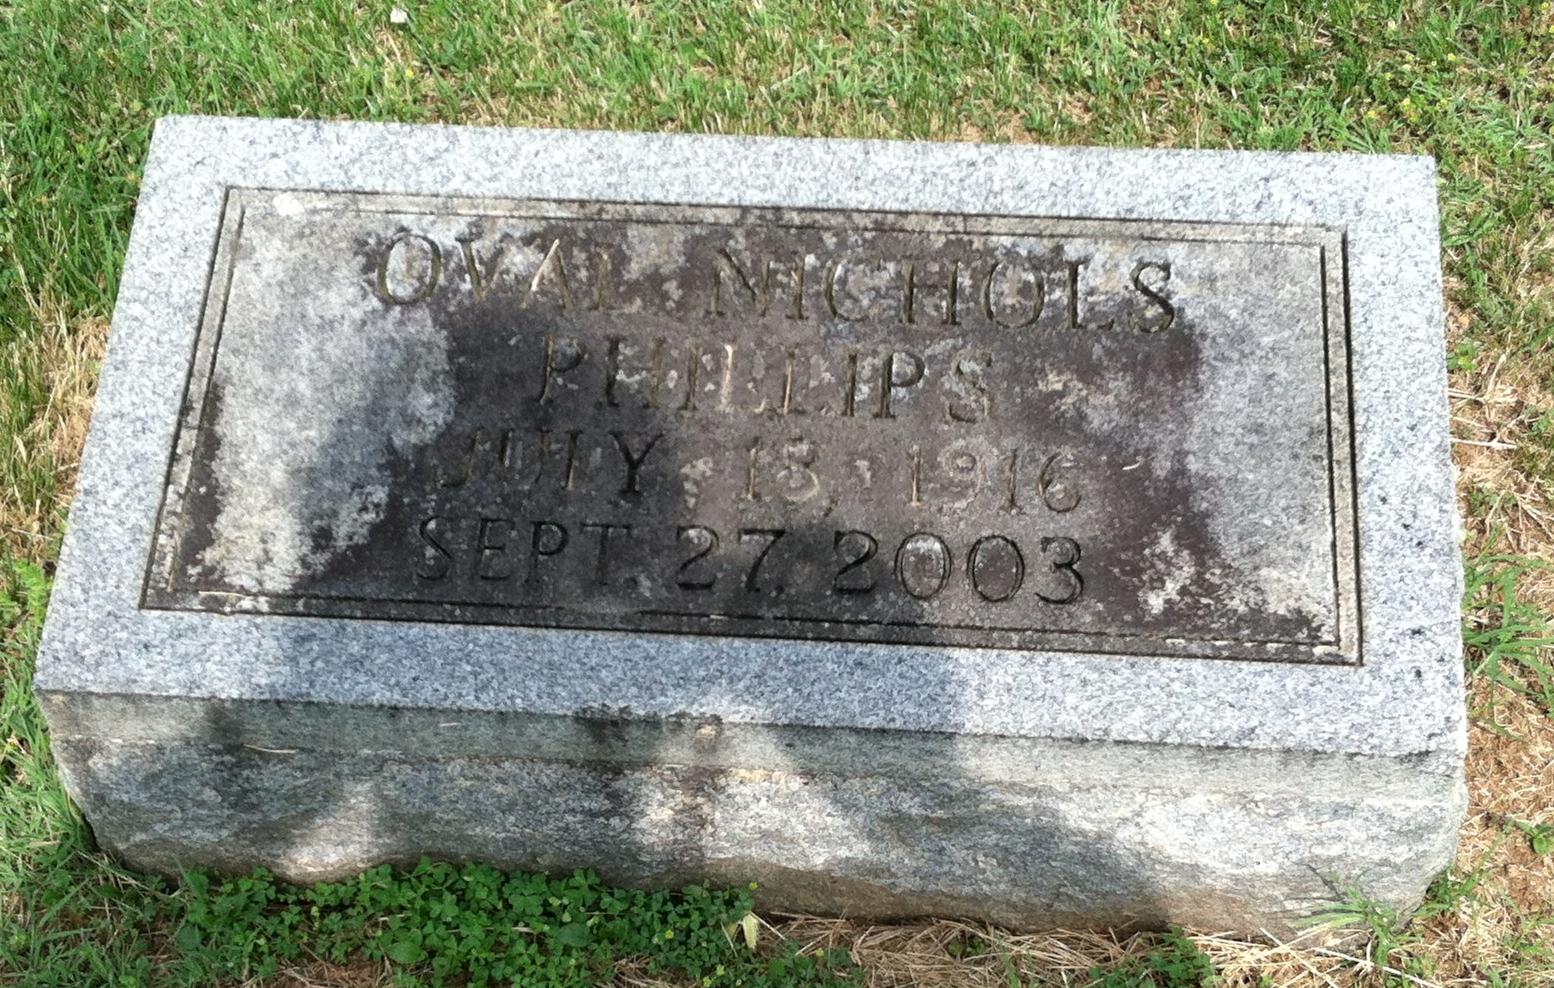 OVAL NICHOLS
PHILLIPS
JULY 18, 1916
SEPT. 27, 2003